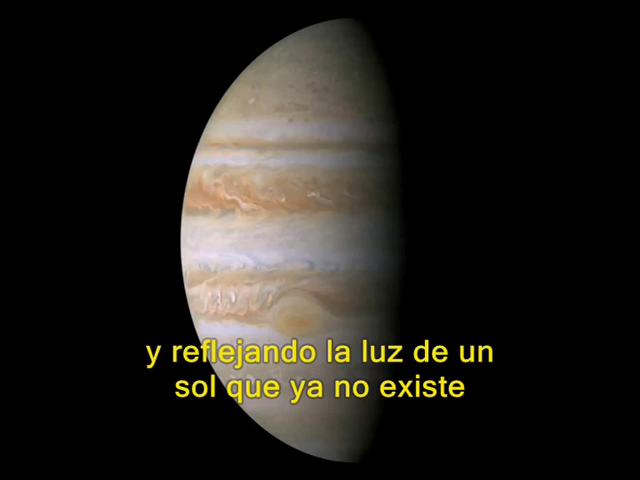 y reflejando la luz de un
sol que ya no existe